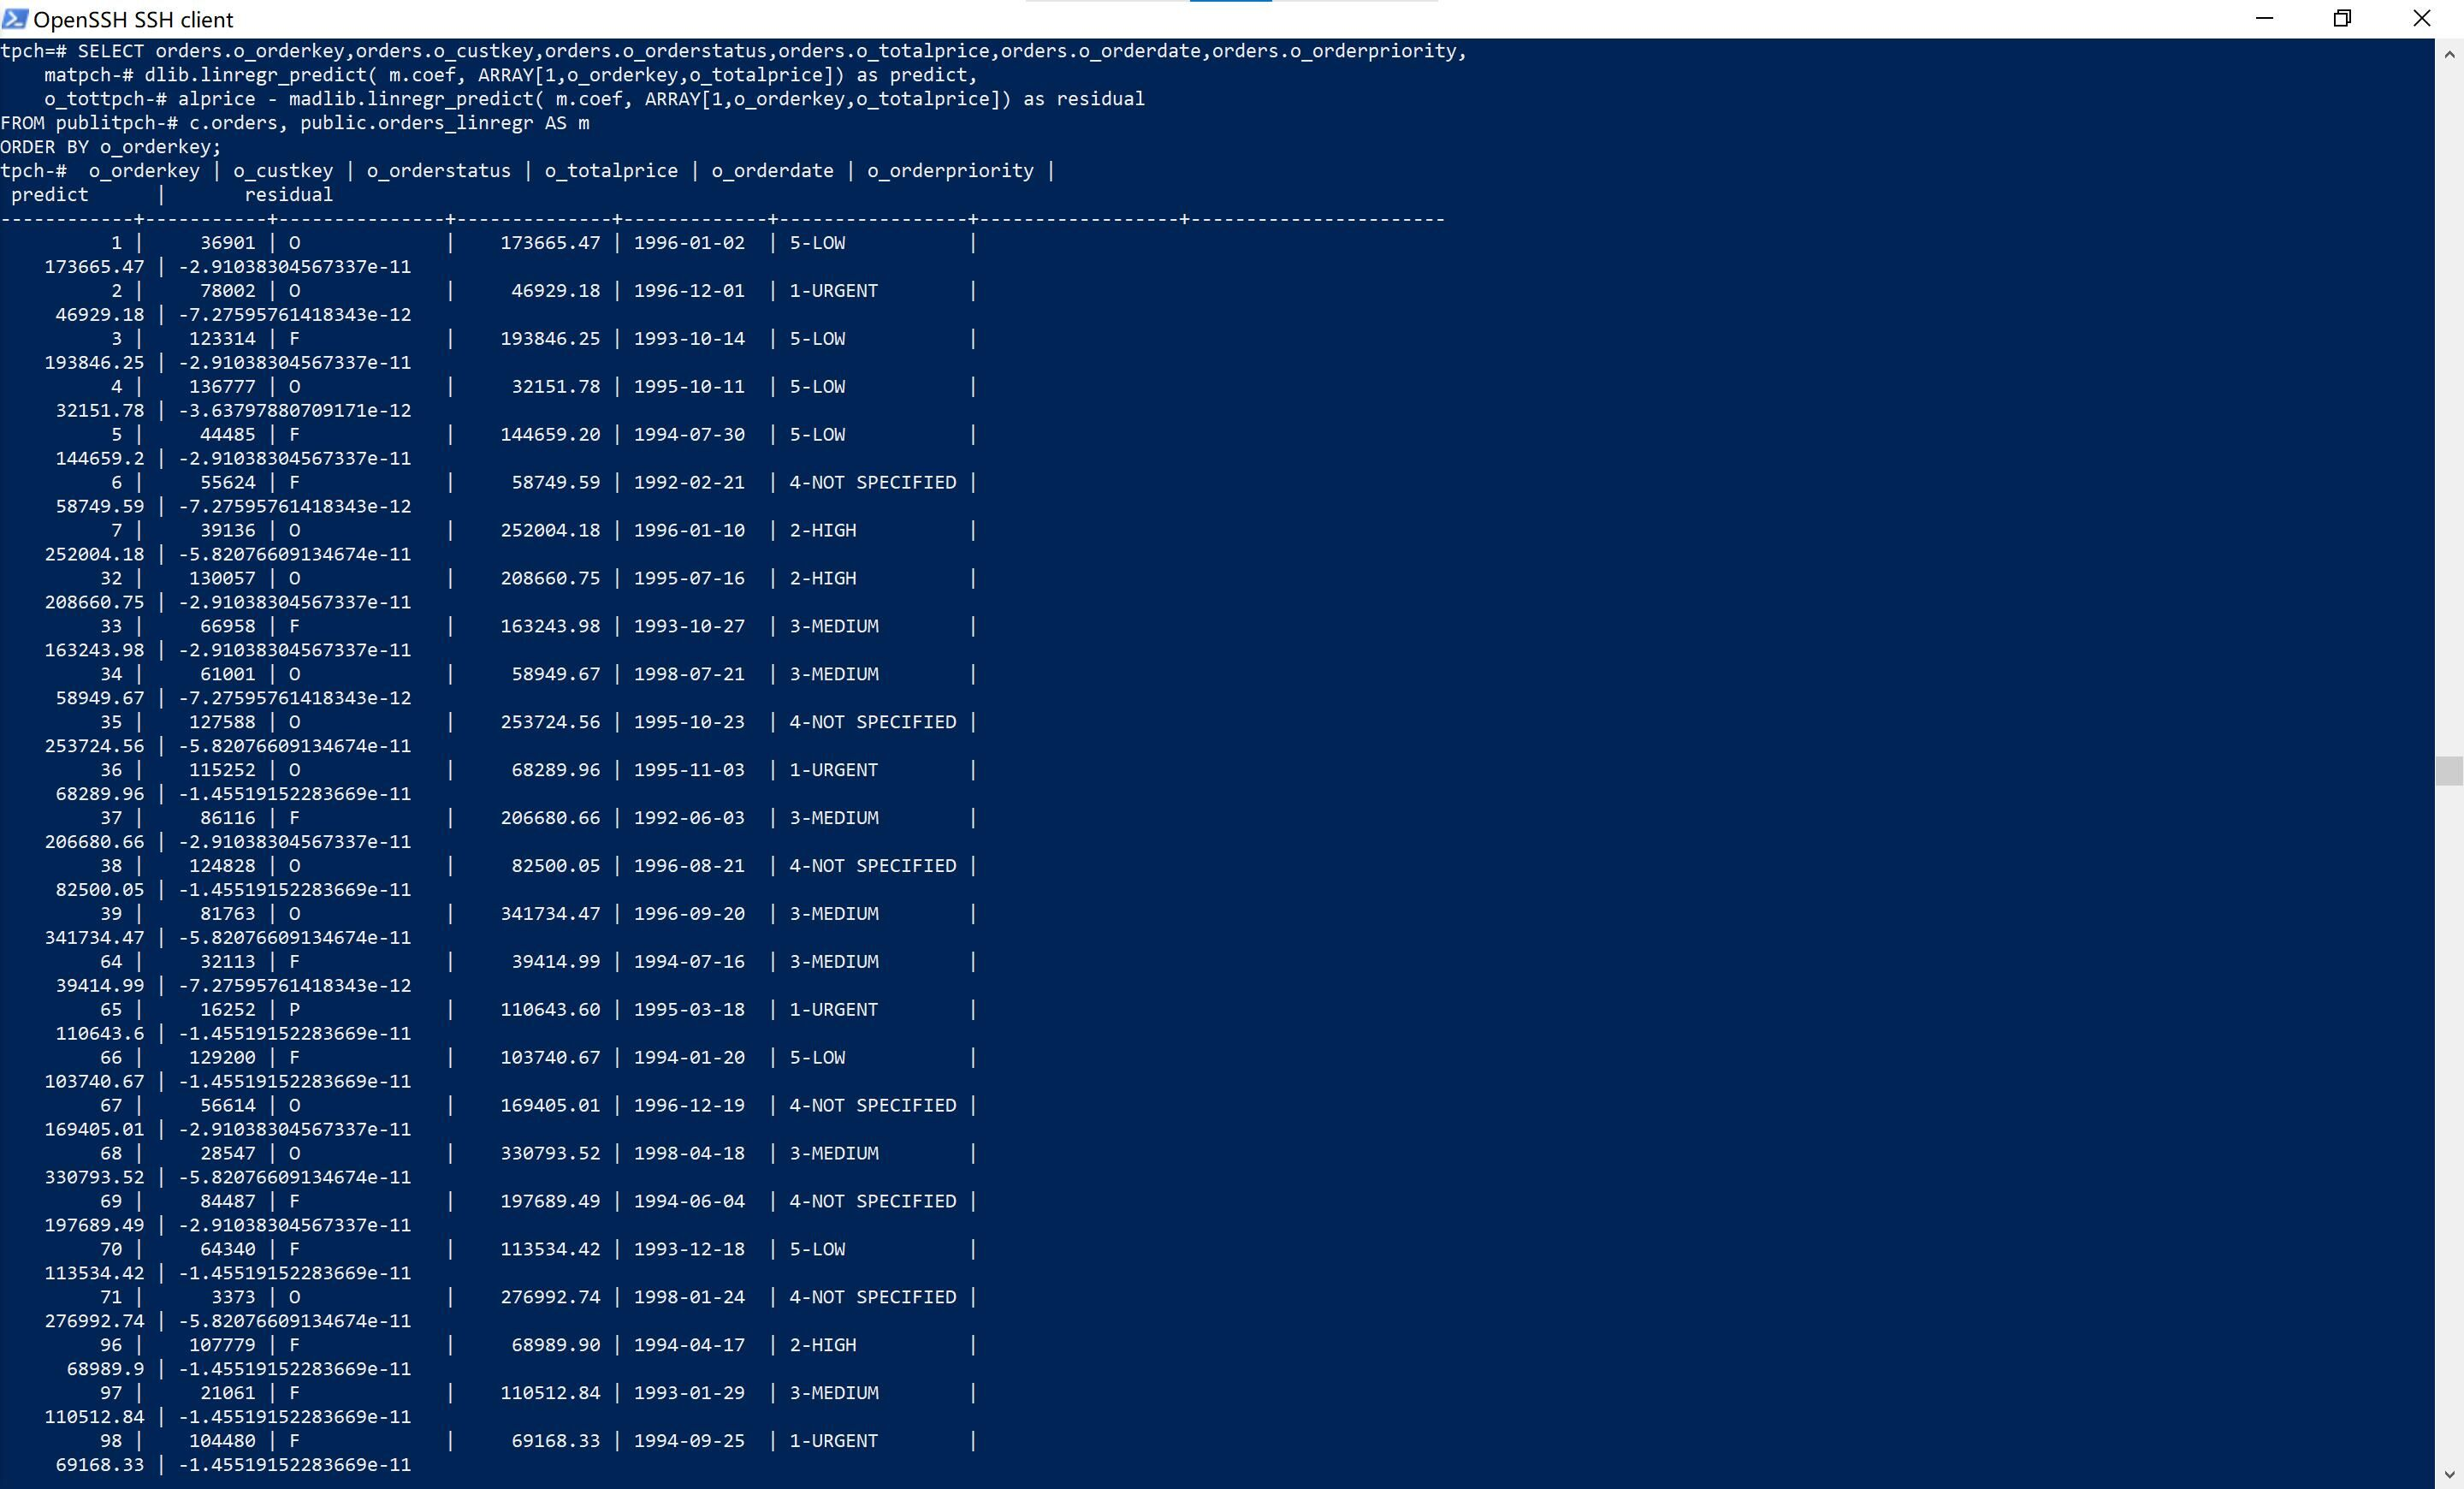 OpenSSH SSH client
tpch=# SELECT orders.o_orderkey,orders.o_custkey,orders.o_orderstatus,orders.o_totalprice,orders.o_orderdate,orders.o_orderpriority,
    matpch-# dlib.linregr_predict( m.coef, ARRAY[1,o_orderkey,o_totalprice]) as predict,
    o_tottpch-# alprice - madlib.linregr_predict( m.coef, ARRAY[1,o_orderkey,o_totalprice]) as residual
FROM publitpch-# c.orders, public.orders_linregr AS m
ORDER BY o_orderkey;
tpch-#  o_orderkey | o_custkey | o_orderstatus | o_totalprice | o_orderdate | o_orderpriority |
 predict      |       residual
------------+-----------+---------------+--------------+-------------+-----------------+------------------+-----------------------
          1 |     36901 | O             |    173665.47 | 1996-01-02  | 5-LOW           |
    173665.47 | -2.91038304567337e-11
          2 |     78002 | O             |     46929.18 | 1996-12-01  | 1-URGENT        |
     46929.18 | -7.27595761418343e-12
          3 |    123314 | F             |    193846.25 | 1993-10-14  | 5-LOW           |
    193846.25 | -2.91038304567337e-11
          4 |    136777 | O             |     32151.78 | 1995-10-11  | 5-LOW           |
     32151.78 | -3.63797880709171e-12
          5 |     44485 | F             |    144659.20 | 1994-07-30  | 5-LOW           |
     144659.2 | -2.91038304567337e-11
          6 |     55624 | F             |     58749.59 | 1992-02-21  | 4-NOT SPECIFIED |
     58749.59 | -7.27595761418343e-12
          7 |     39136 | O             |    252004.18 | 1996-01-10  | 2-HIGH          |
    252004.18 | -5.82076609134674e-11
         32 |    130057 | O             |    208660.75 | 1995-07-16  | 2-HIGH          |
    208660.75 | -2.91038304567337e-11
         33 |     66958 | F             |    163243.98 | 1993-10-27  | 3-MEDIUM        |
    163243.98 | -2.91038304567337e-11
         34 |     61001 | O             |     58949.67 | 1998-07-21  | 3-MEDIUM        |
     58949.67 | -7.27595761418343e-12
         35 |    127588 | O             |    253724.56 | 1995-10-23  | 4-NOT SPECIFIED |
    253724.56 | -5.82076609134674e-11
         36 |    115252 | O             |     68289.96 | 1995-11-03  | 1-URGENT        |
     68289.96 | -1.45519152283669e-11
         37 |     86116 | F             |    206680.66 | 1992-06-03  | 3-MEDIUM        |
    206680.66 | -2.91038304567337e-11
         38 |    124828 | O             |     82500.05 | 1996-08-21  | 4-NOT SPECIFIED |
     82500.05 | -1.45519152283669e-11
         39 |     81763 | O             |    341734.47 | 1996-09-20  | 3-MEDIUM        |
    341734.47 | -5.82076609134674e-11
         64 |     32113 | F             |     39414.99 | 1994-07-16  | 3-MEDIUM        |
     39414.99 | -7.27595761418343e-12
         65 |     16252 | P             |    110643.60 | 1995-03-18  | 1-URGENT        |
     110643.6 | -1.45519152283669e-11
         66 |    129200 | F             |    103740.67 | 1994-01-20  | 5-LOW           |
    103740.67 | -1.45519152283669e-11
         67 |     56614 | O             |    169405.01 | 1996-12-19  | 4-NOT SPECIFIED |
    169405.01 | -2.91038304567337e-11
         68 |     28547 | O             |    330793.52 | 1998-04-18  | 3-MEDIUM        |
    330793.52 | -5.82076609134674e-11
         69 |     84487 | F             |    197689.49 | 1994-06-04  | 4-NOT SPECIFIED |
    197689.49 | -2.91038304567337e-11
         70 |     64340 | F             |    113534.42 | 1993-12-18  | 5-LOW           |
    113534.42 | -1.45519152283669e-11
         71 |      3373 | O             |    276992.74 | 1998-01-24  | 4-NOT SPECIFIED |
    276992.74 | -5.82076609134674e-11
         96 |    107779 | F             |     68989.90 | 1994-04-17  | 2-HIGH          |
      68989.9 | -1.45519152283669e-11
         97 |     21061 | F             |    110512.84 | 1993-01-29  | 3-MEDIUM        |
    110512.84 | -1.45519152283669e-11
         98 |    104480 | F             |     69168.33 | 1994-09-25  | 1-URGENT        |
     69168.33 | -1.45519152283669e-11